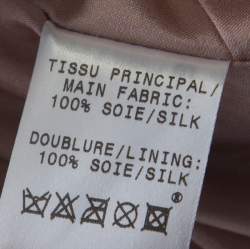 TISSU PRINCIPAL/
MAIN FABRIC:
100% SOIE/SILK
DOUBLURE/LINING:
100% SOIE/SILK
®